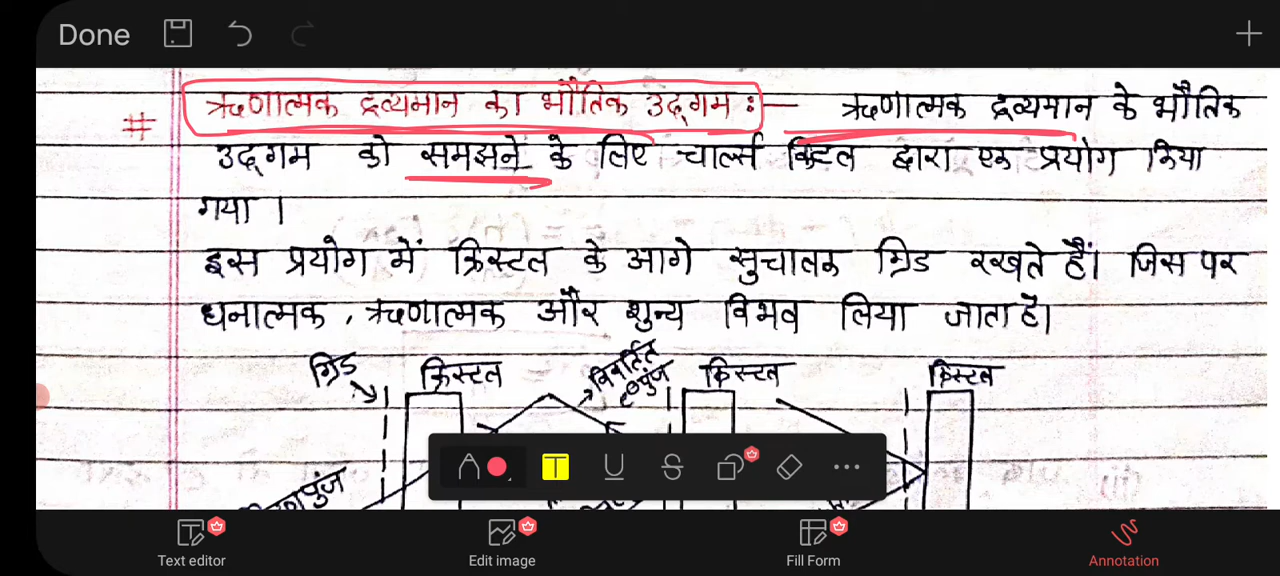 Done
# ऋणात्मक द्रव्यमान का भौतिक उद्गम :— ऋणात्मक द्रव्यमान के भौतिक
उद्गम को समझने के लिए चार्ल्स किटल द्वारा एक प्रयोग किया
गया ।
इस प्रयोग में क्रिस्टल के आगे सुचालक ग्रिड रखते हैं। जिस पर
धनात्मक, ऋणात्मक और शुन्य विभव लिया जाता है।
ग्रिड क्रिस्टल विवर्तित e⊖पुंज क्रिस्टल क्रिस्टल
T
Text editor Edit image Fill Form Annotation